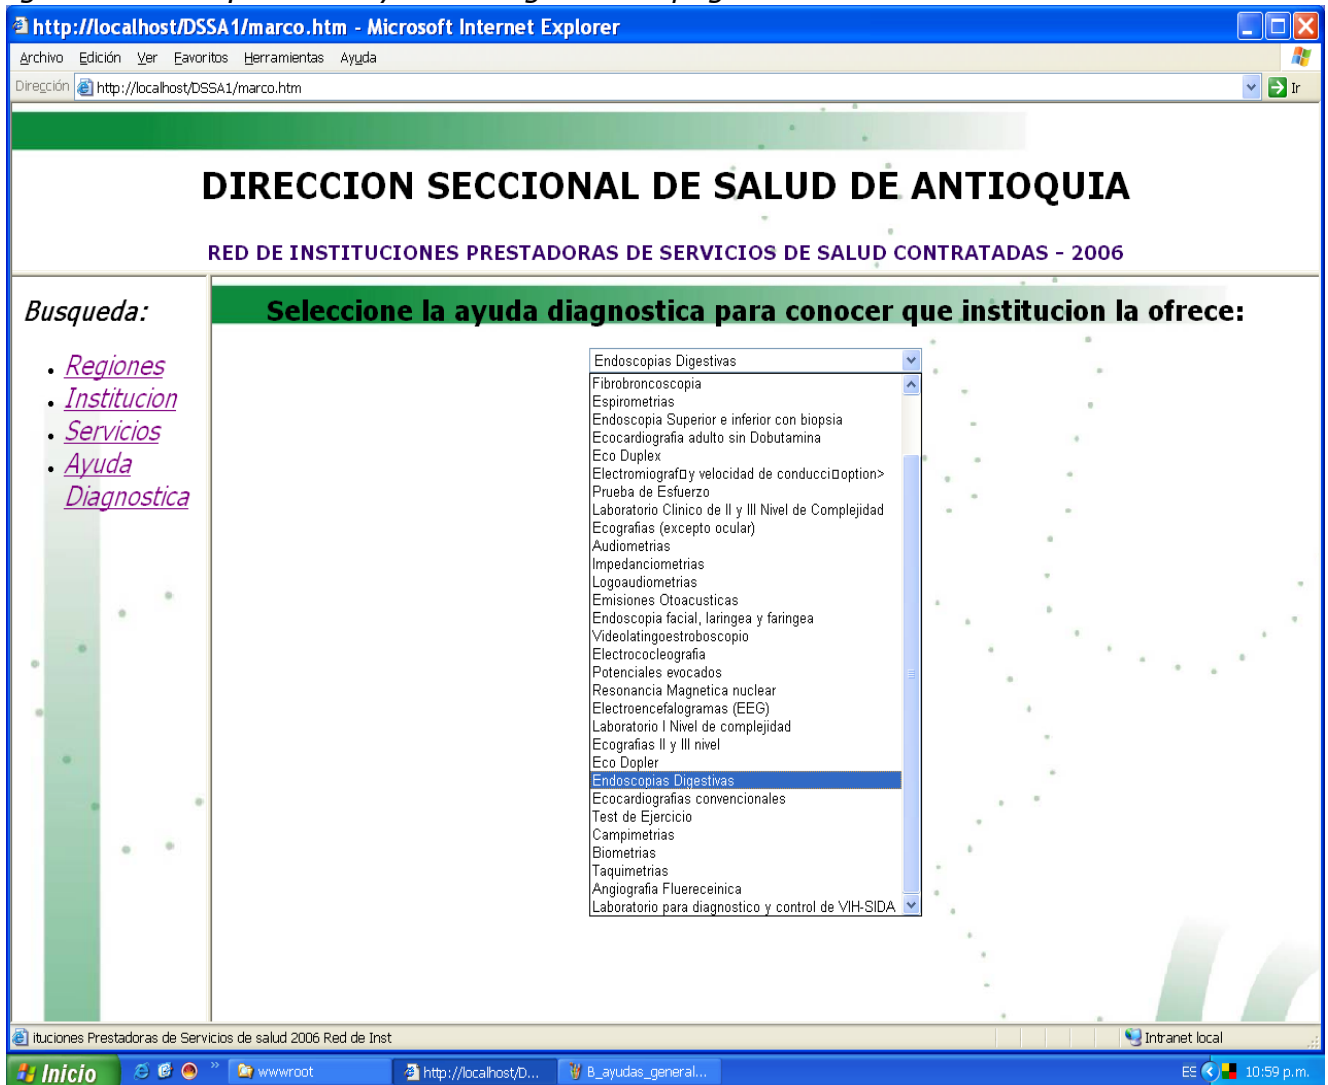 http://localhost/DSSA1/marco.htm - Microsoft Internet Explorer
Archivo Edición Ver Favoritos Herramientas Ayuda
Dirección http://localhost/DSSA1/marco.htm Ir
DIRECCION SECCIONAL DE SALUD DE ANTIOQUIA
RED DE INSTITUCIONES PRESTADORAS DE SERVICIOS DE SALUD CONTRATADAS - 2006
Busqueda:
Regiones
Institucion
Servicios
Ayuda
Diagnostica
Seleccione la ayuda diagnostica para conocer que institucion la ofrece:
Endoscopias Digestivas
Fibrobroncoscopia
Espirometrias
Endoscopia Superior e inferior con biopsia
Ecocardiografia adulto sin Dobutamina
Eco Duplex
Electromiograf□y velocidad de conducci□option>
Prueba de Esfuerzo
Laboratorio Clinico de II y III Nivel de Complejidad
Ecografias (excepto ocular)
Audiometrias
Impedanciometrias
Logoaudiometrias
Emisiones Otoacusticas
Endoscopia facial, laringea y faringea
Videolatingoestroboscopio
Electrococleografia
Potenciales evocados
Resonancia Magnetica nuclear
Electroencefalogramas (EEG)
Laboratorio I Nivel de complejidad
Ecografias II y III nivel
Eco Dopler
Endoscopias Digestivas
Ecocardiografias convencionales
Test de Ejercicio
Campimetrias
Biometrias
Taquimetrias
Angiografia Fluereceinica
Laboratorio para diagnostico y control de VIH-SIDA
ituciones Prestadoras de Servicios de salud 2006 Red de Inst
Intranet local
Inicio
wwwroot
http://localhost/D...
B_ayudas_general...
ES
10:59 p.m.